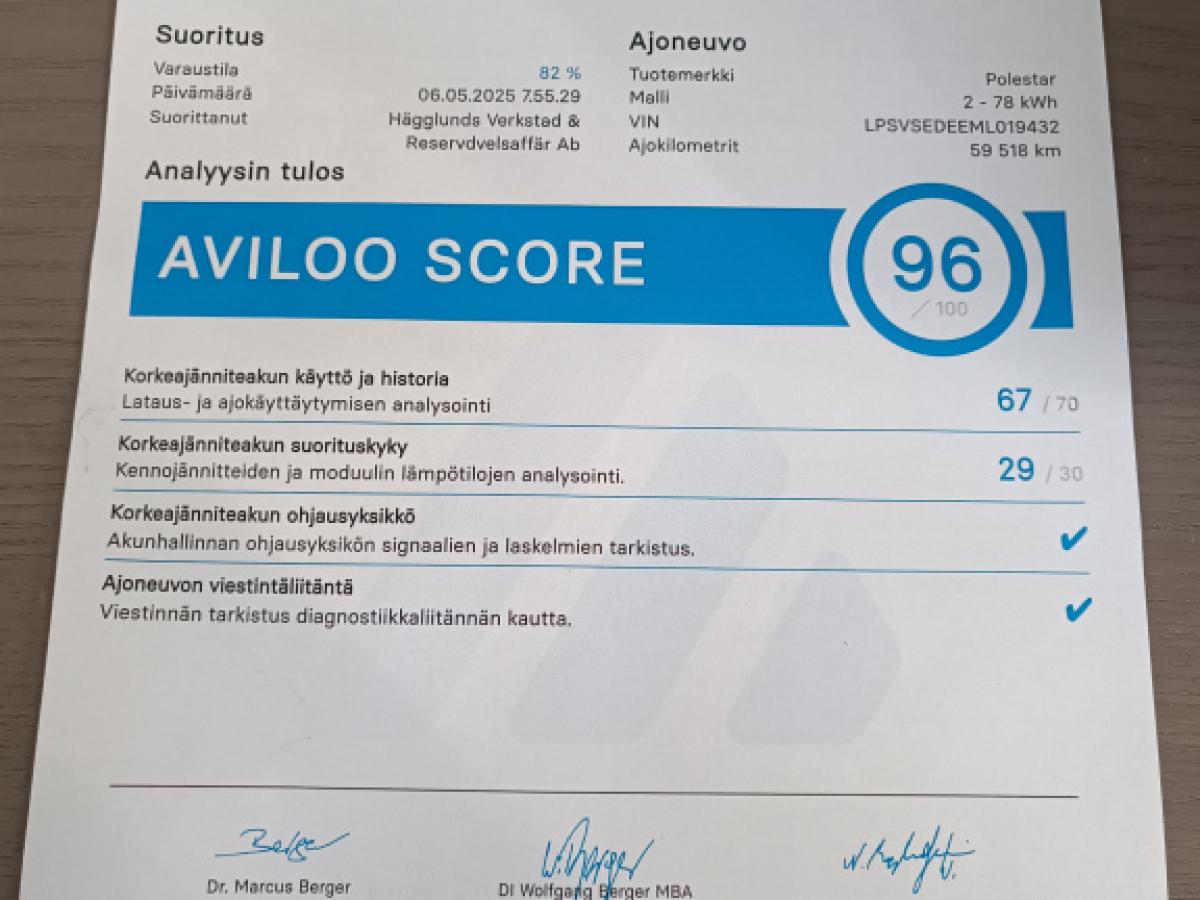 Suoritus
Varaustila 82 %
Päivämäärä 06.05.2025 7.55.29
Suorittanut Hägglunds Verkstad &
Reservdvelsaffär Ab
Ajoneuvo
Tuotemerkki Polestar
Malli 2 - 78 kWh
VIN LPSVSEDEEML019432
Ajokilometrit 59 518 km
Analyysin tulos
AVILOO SCORE 96
/ 100
Korkeajänniteakun käyttö ja historia
Lataus- ja ajokäyttäytymisen analysointi 67 / 70
Korkeajänniteakun suorituskyky
Kennojännitteiden ja moduulin lämpötilojen analysointi. 29 / 30
Korkeajänniteakun ohjausyksikkö
Akunhallinnan ohjausyksikön signaalien ja laskelmien tarkistus. ✔
Ajoneuvon viestintäliitäntä
Viestinnän tarkistus diagnostiikkaliitännän kautta. ✔
Berger
W. Berger
Dr. Marcus Berger
DI Wolfgang Berger MBA